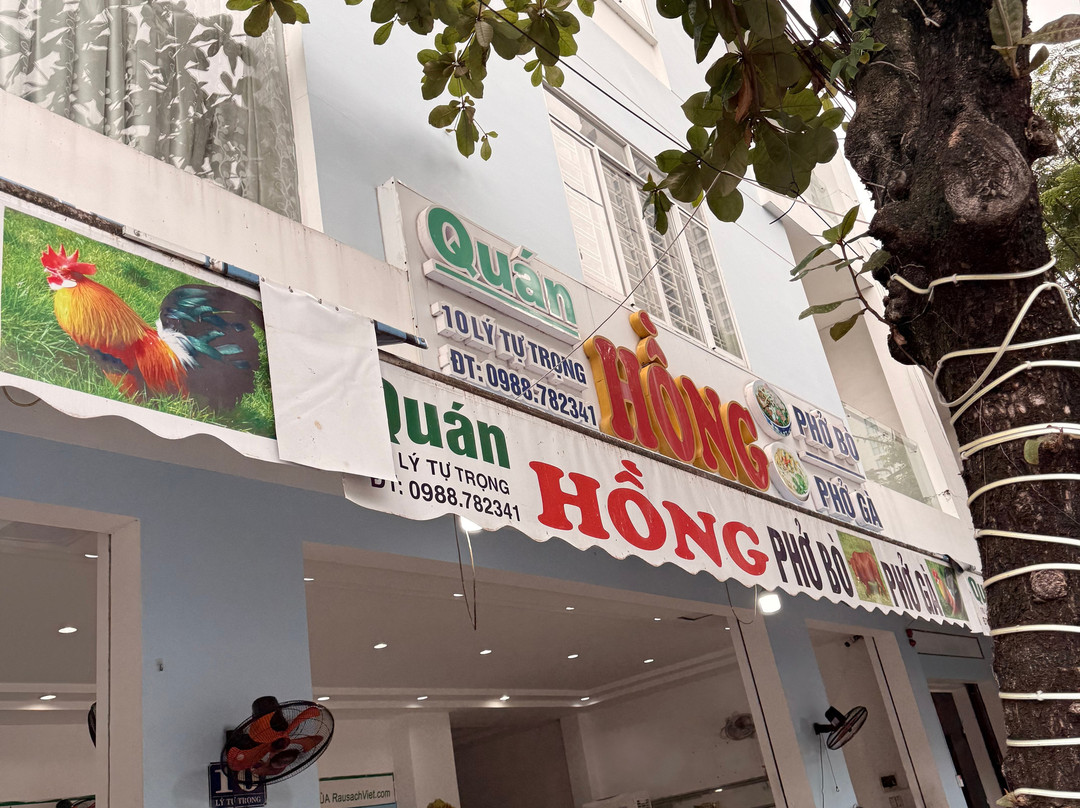 Quán
10 LÝ TỰ TRỌNG
ĐT: 0988.782341
HỒNG
PHỞ BÒ
PHỞ GÀ
Quán
LÝ TỰ TRỌNG
ĐT: 0988.782341
HỒNG
PHỞ BÒ
PHỞ GÀ
10
LÝ TỰ TRỌNG
RausachViet.com